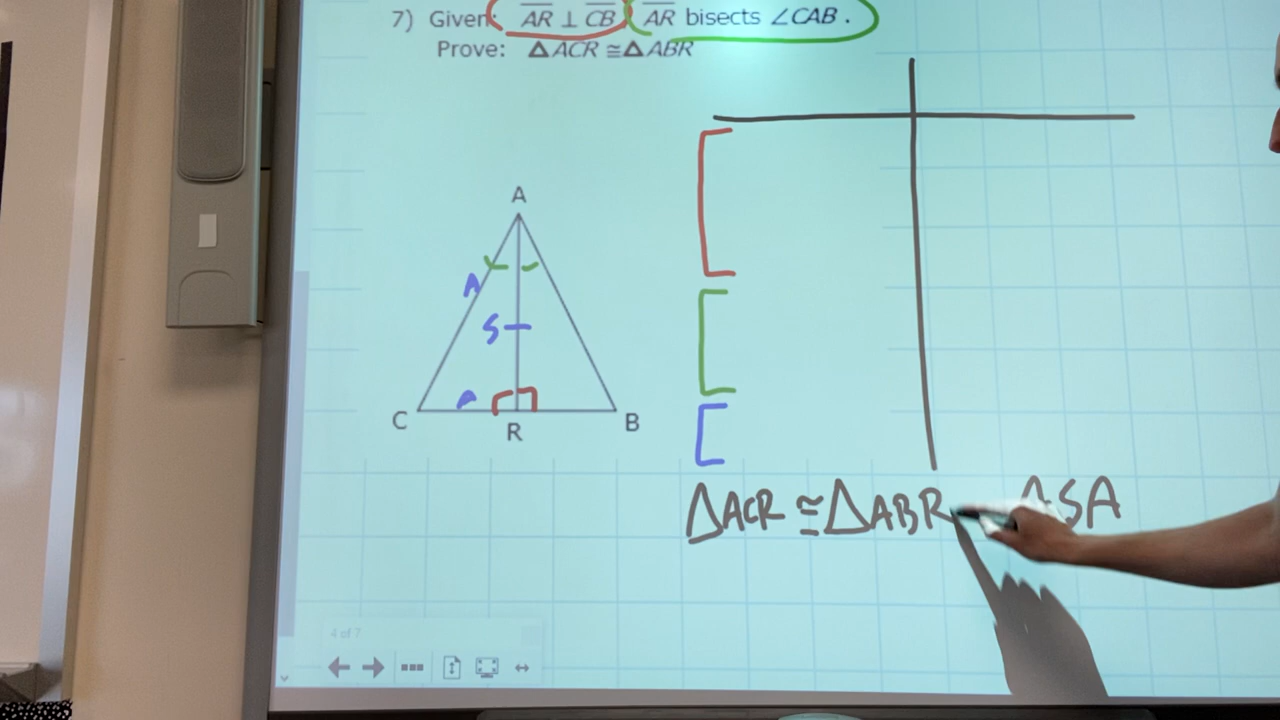 7) Given: AR ⊥ CB AR bisects ∠CAB.
Prove: △ACR ≅ △ABR
A
A
S
A
C
R
B
△ACR ≅ △ABR ASA
4 of 7